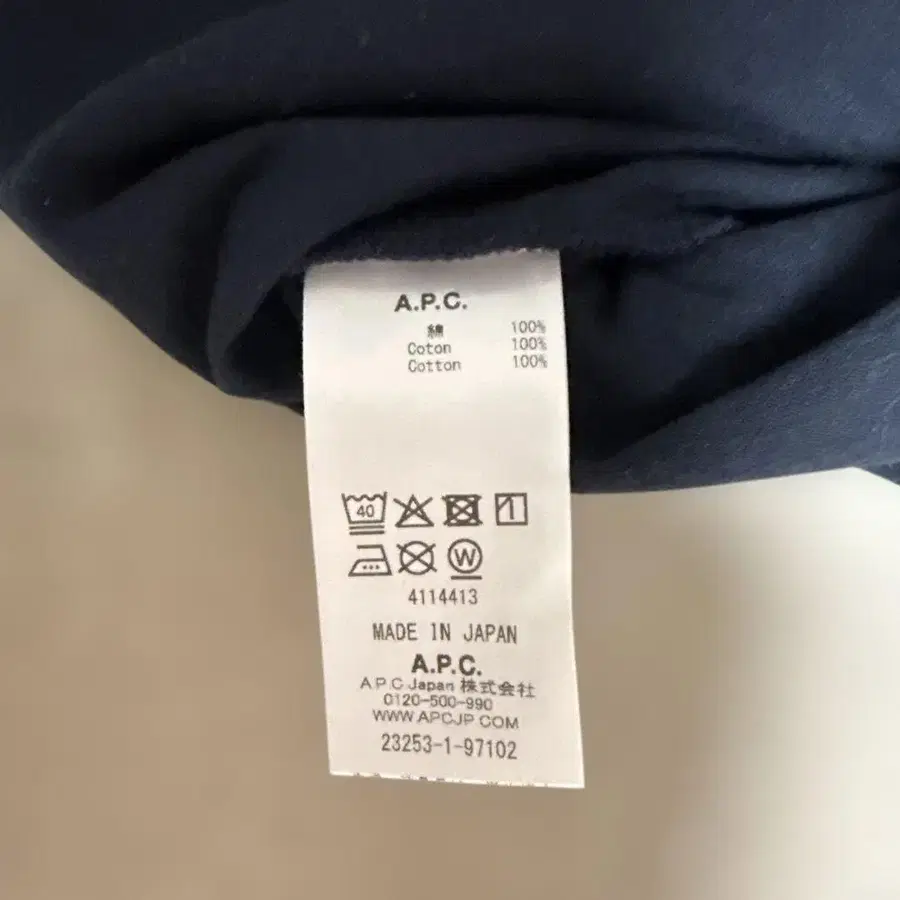 A.P.C.
綿 100%
Coton 100%
Cotton 100%
40
W
4114413
MADE IN JAPAN
A.P.C.
A.P.C Japan 株式会社
0120-500-990
WWW.APCJP.COM
23253-1-97102